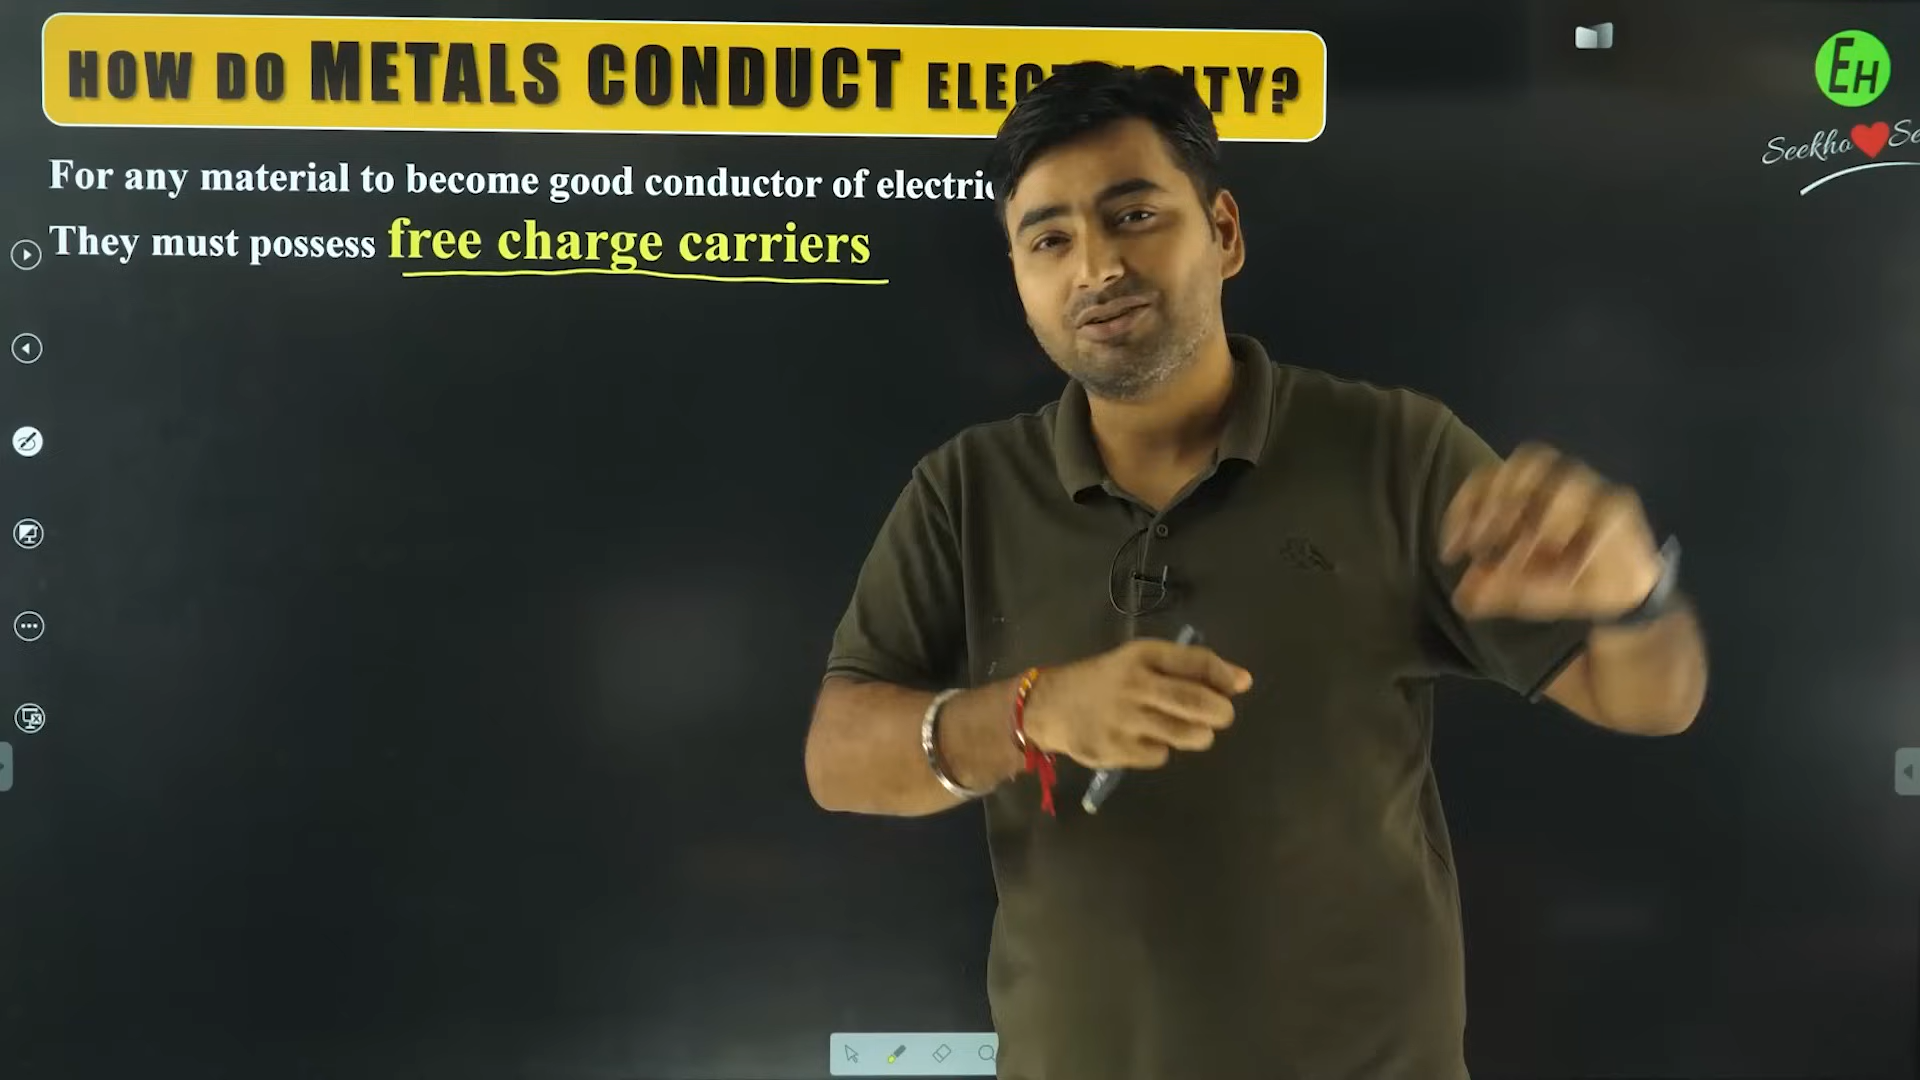 HOW DO METALS CONDUCT
For any material to become good conductor of
They must possess free charge carriers
EH
Seekho